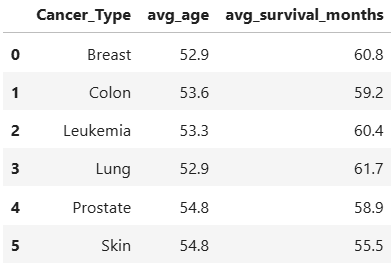 Cancer_Type avg_age avg_survival_months
0 Breast 52.9 60.8
1 Colon 53.6 59.2
2 Leukemia 53.3 60.4
3 Lung 52.9 61.7
4 Prostate 54.8 58.9
5 Skin 54.8 55.5